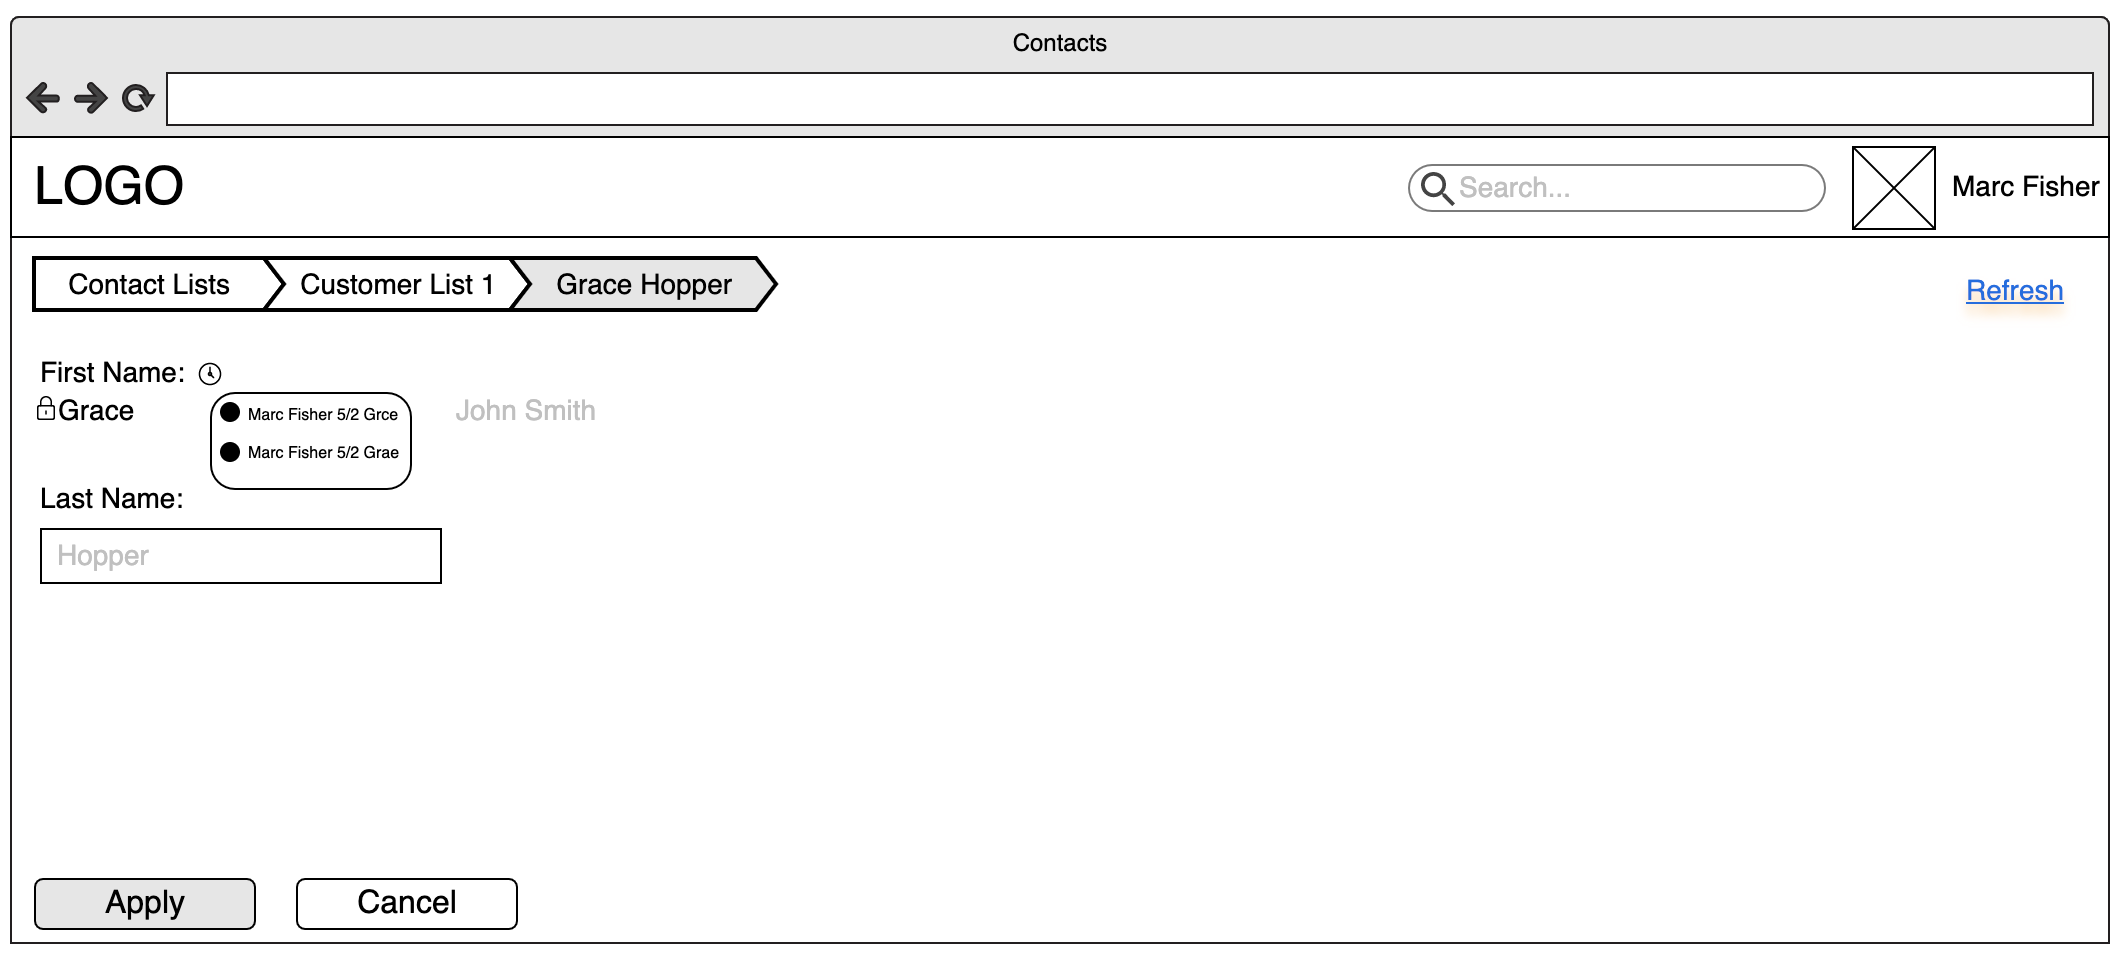 Contacts
LOGO
Search...
Marc Fisher
Contact Lists
Customer List 1
Grace Hopper
Refresh
First Name:
Grace
Marc Fisher 5/2 Grce
Marc Fisher 5/2 Grae
John Smith
Last Name:
Hopper
Apply
Cancel